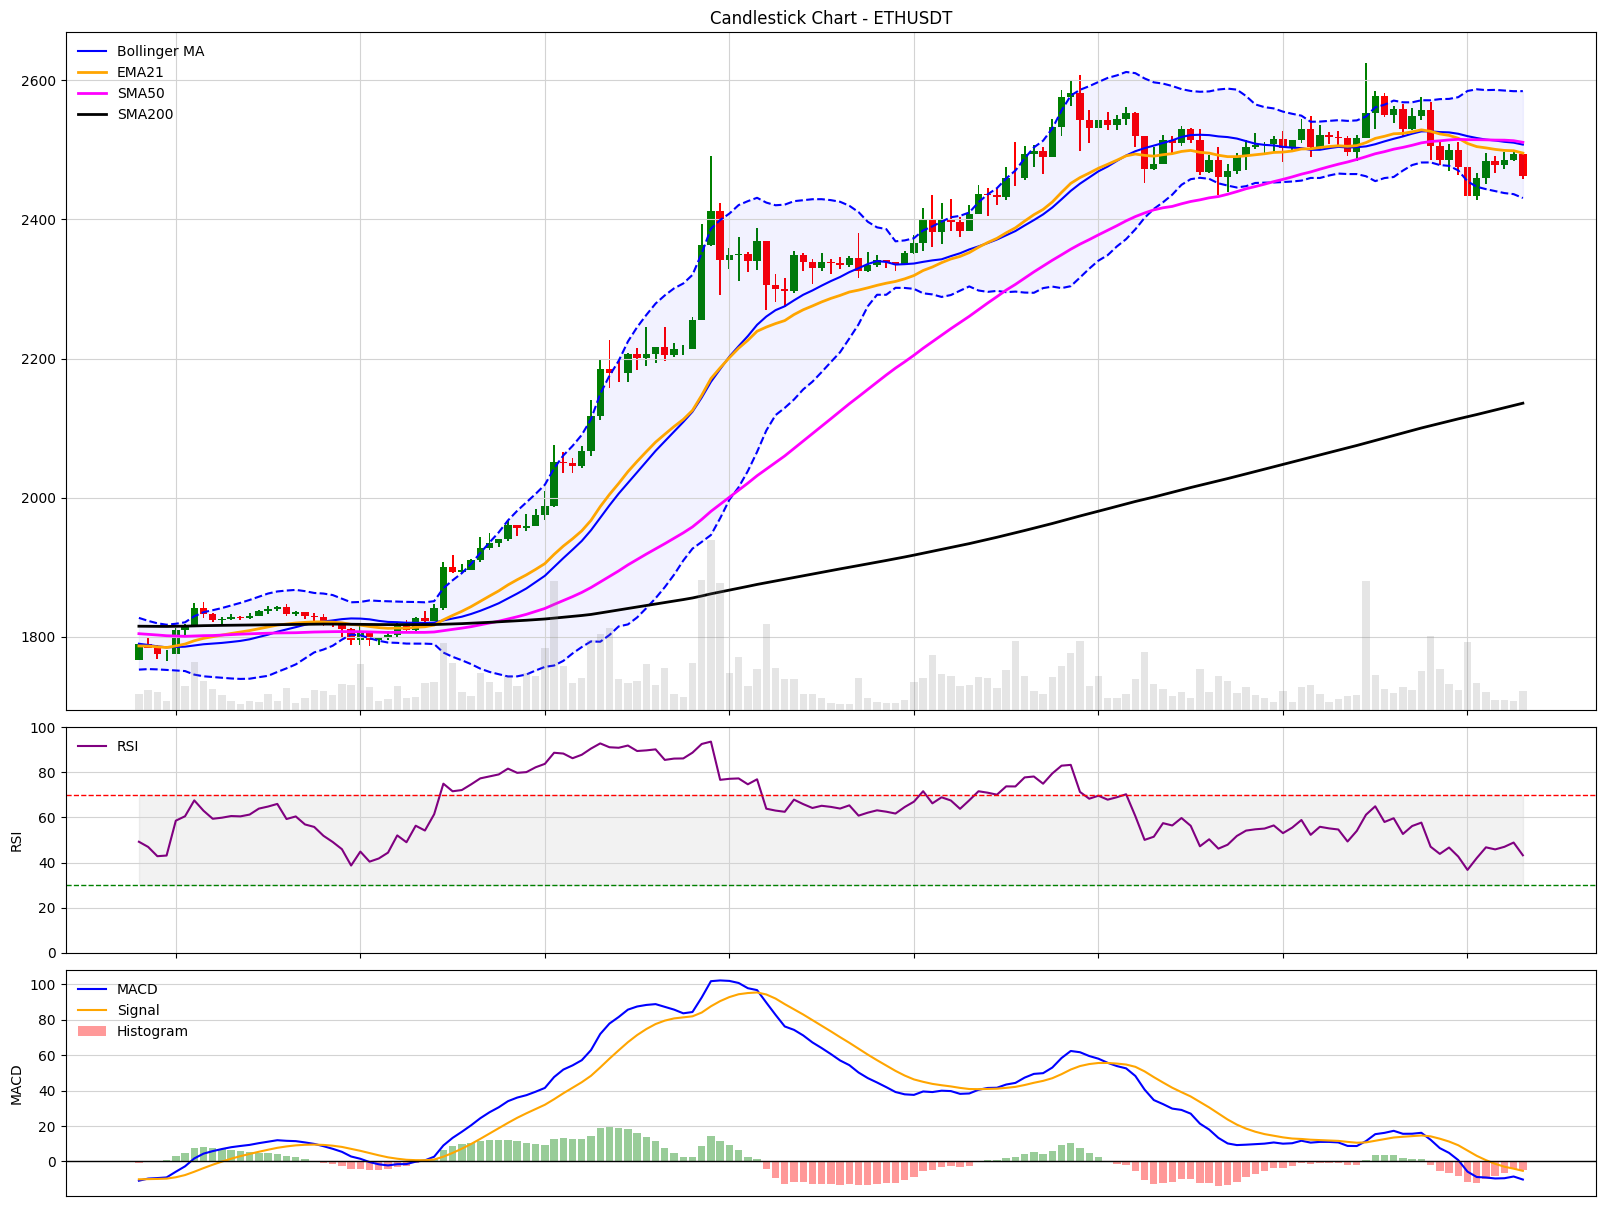 Candlestick Chart - ETHUSDT
Bollinger MA
EMA21
SMA50
SMA200
2600
2400
2200
2000
1800
RSI
100
80
60
40
20
0
RSI
MACD
Signal
Histogram
100
80
60
40
20
0
MACD